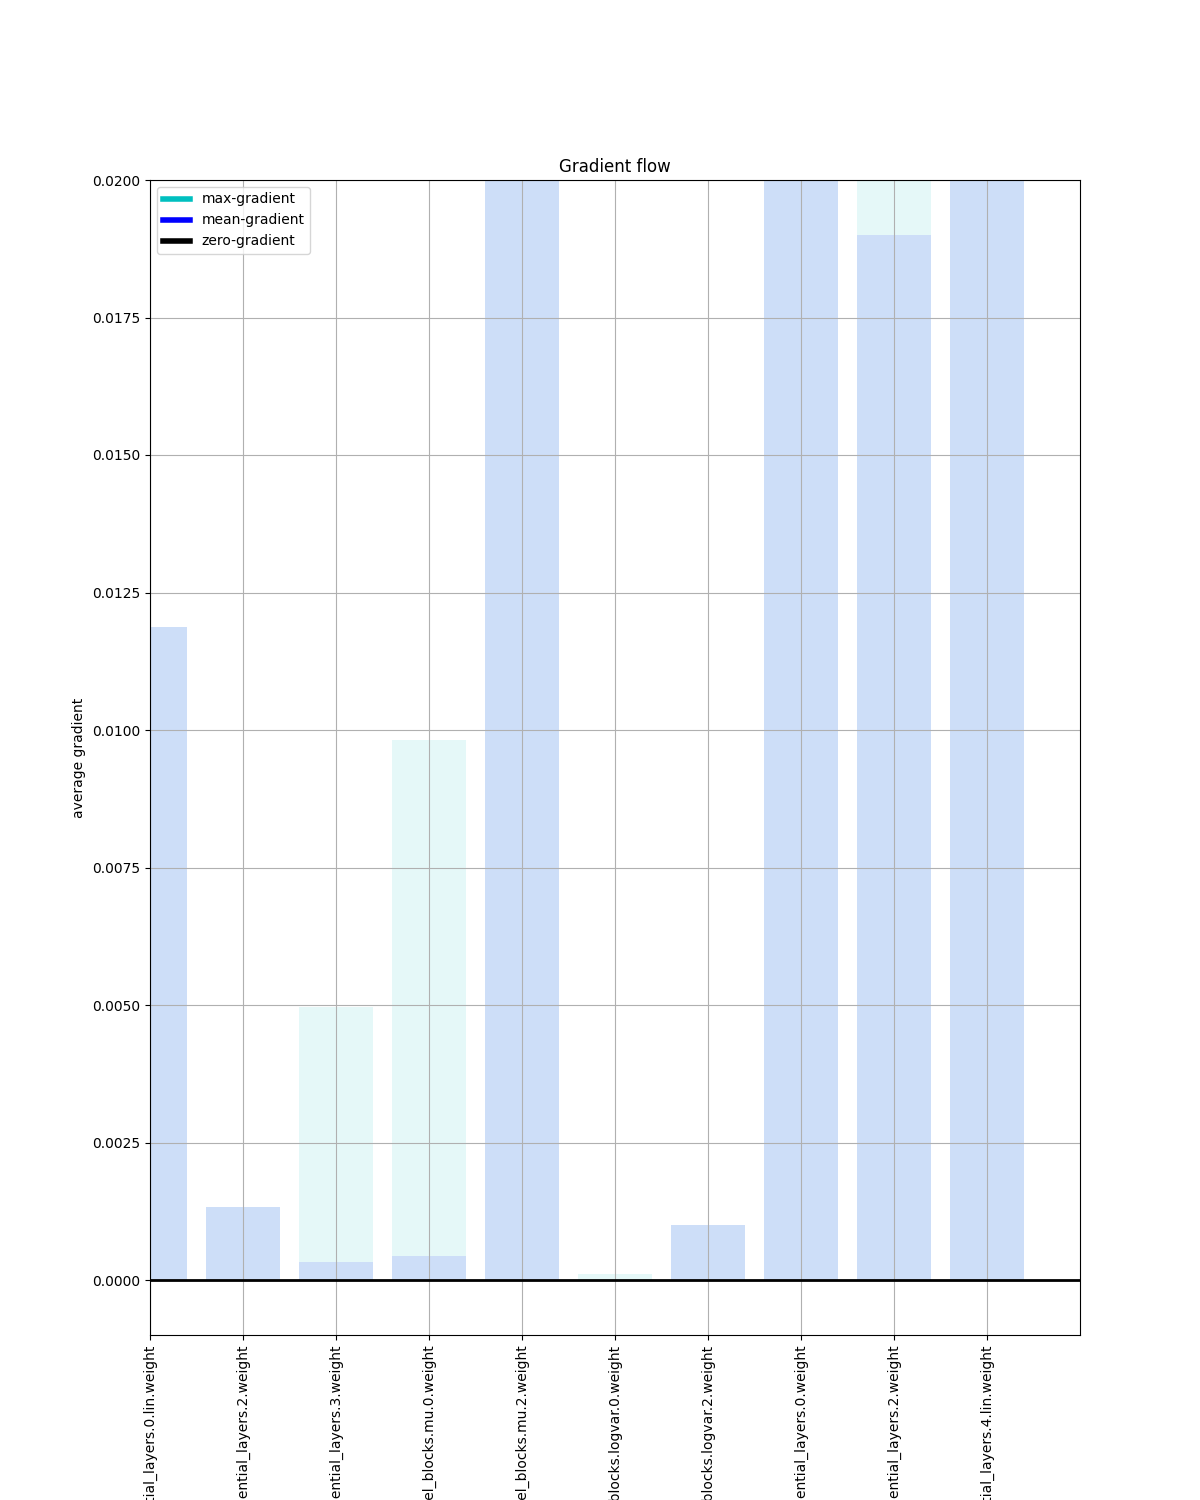 Gradient flow
max-gradient
mean-gradient
zero-gradient
0.0200
0.0175
0.0150
0.0125
0.0100
0.0075
0.0050
0.0025
0.0000
average gradient
tial_layers.0.lin.weight
ential_layers.2.weight
ential_layers.3.weight
el_blocks.mu.0.weight
el_blocks.mu.2.weight
blocks.logvar.0.weight
blocks.logvar.2.weight
ential_layers.0.weight
ential_layers.2.weight
tial_layers.4.lin.weight